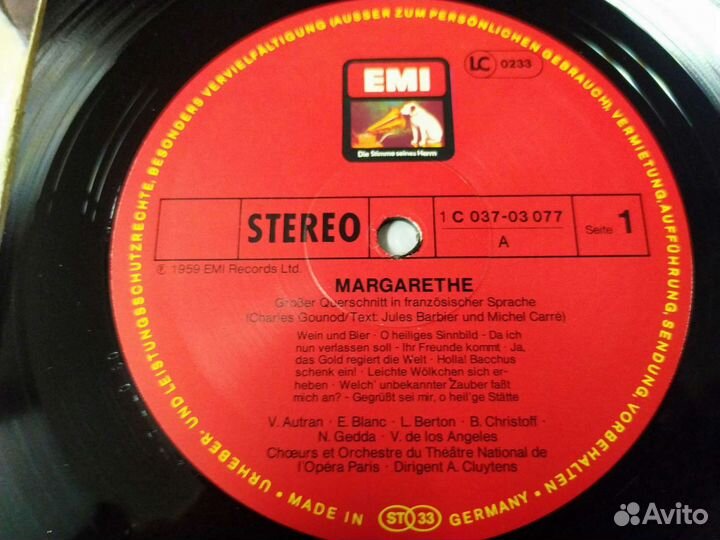 EMI
LC 0233
Die Stimme seines Herrn
STEREO
1 C 037-03 077
A
Seite 1
℗ 1959 EMI Records Ltd.
MARGARETHE
Großer Querschnitt in französischer Sprache
(Charles Gounod/Text: Jules Barbier und Michel Carré)
Wein und Bier · O heiliges Sinnbild - Da ich
nun verlassen soll - Ihr Freunde kommt · Ja,
das Gold regiert die Welt · Holla! Bacchus
schenk ein! · Leichte Wölkchen sich er-
heben · Welch' unbekannter Zauber faßt
mich an? - Gegrüßt sei mir, o heil'ge Stätte
V. Autran · E. Blanc · L. Berton · B. Christoff ·
N. Gedda · V. de los Angeles
Chœurs et Orchestre du Théâtre National de
l'Opéra Paris · Dirigent A. Cluytens
URHEBER- UND LEISTUNGSSCHUTZRECHTE, BESONDERS VERVIELFÄLTIGUNG (AUSSER ZUM PERSÖNLICHEN GEBRAUCH), VERMIETUNG, AUFFÜHRUNG, SENDUNG, VORBEHALTEN ·
MADE IN ST 33 GERMANY ·
Avito